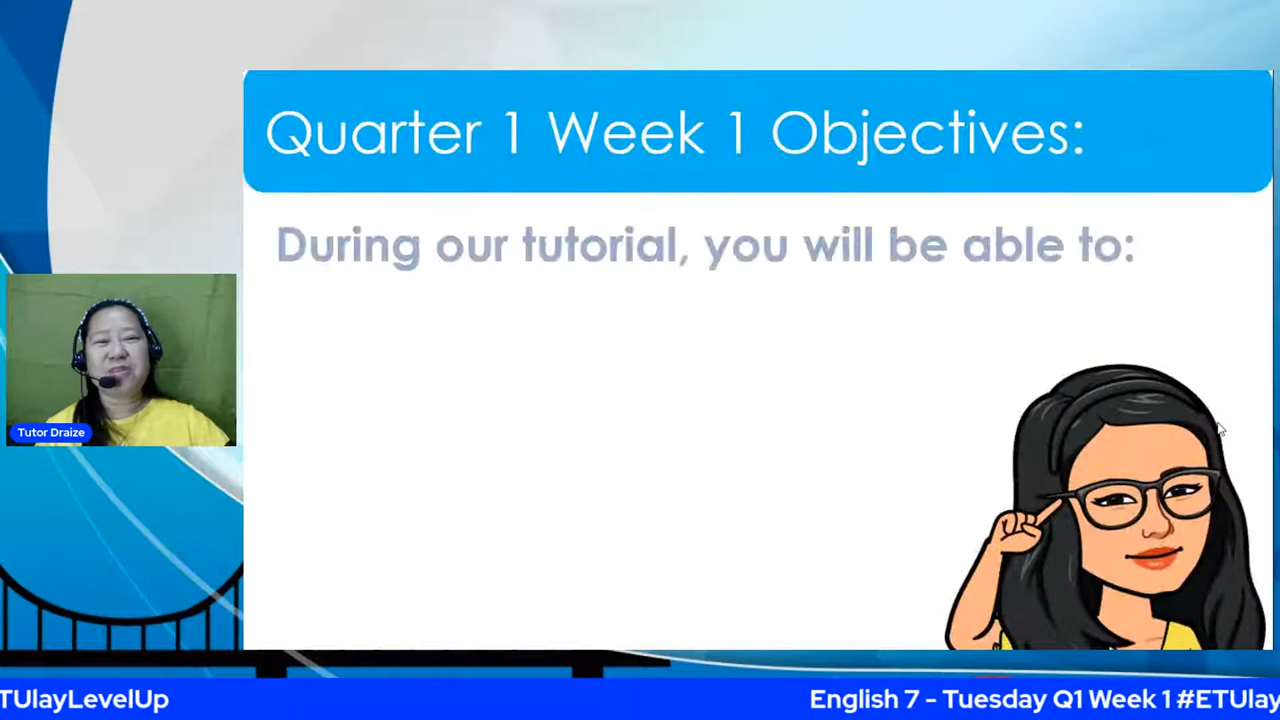 Quarter 1 Week 1 Objectives:
During our tutorial, you will be able to:
Tutor Draize
TUlayLevelUp
English 7 - Tuesday Q1 Week 1 #ETUlay